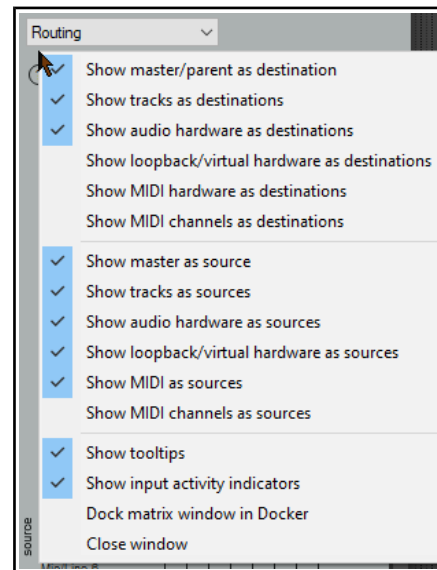 Routing
Show master/parent as destination
Show tracks as destinations
Show audio hardware as destinations
Show loopback/virtual hardware as destinations
Show MIDI hardware as destinations
Show MIDI channels as destinations
Show master as source
Show tracks as sources
Show audio hardware as sources
Show loopback/virtual hardware as sources
Show MIDI as sources
Show MIDI channels as sources
Show tooltips
Show input activity indicators
Dock matrix window in Docker
Close window
source